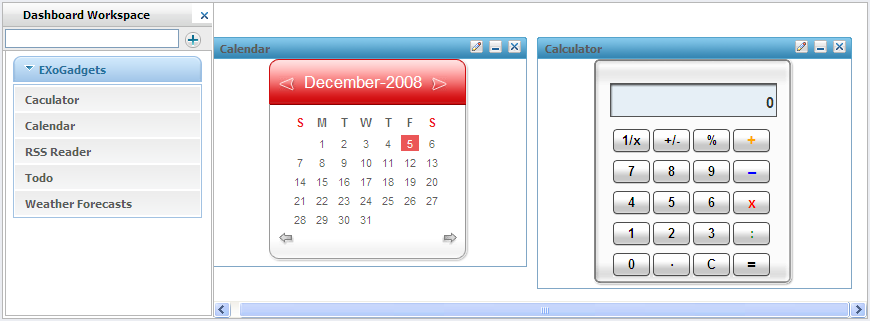 Dashboard Workspace
EXoGadgets
Caculator
Calendar
RSS Reader
Todo
Weather Forecasts
Calendar
December-2008
S M T W T F S
1 2 3 4 5 6
7 8 9 10 11 12 13
14 15 16 17 18 19 20
21 22 23 24 25 26 27
28 29 30 31
Calculator
0
1/x +/- % +
7 8 9 –
4 5 6 x
1 2 3 :
0 · C =